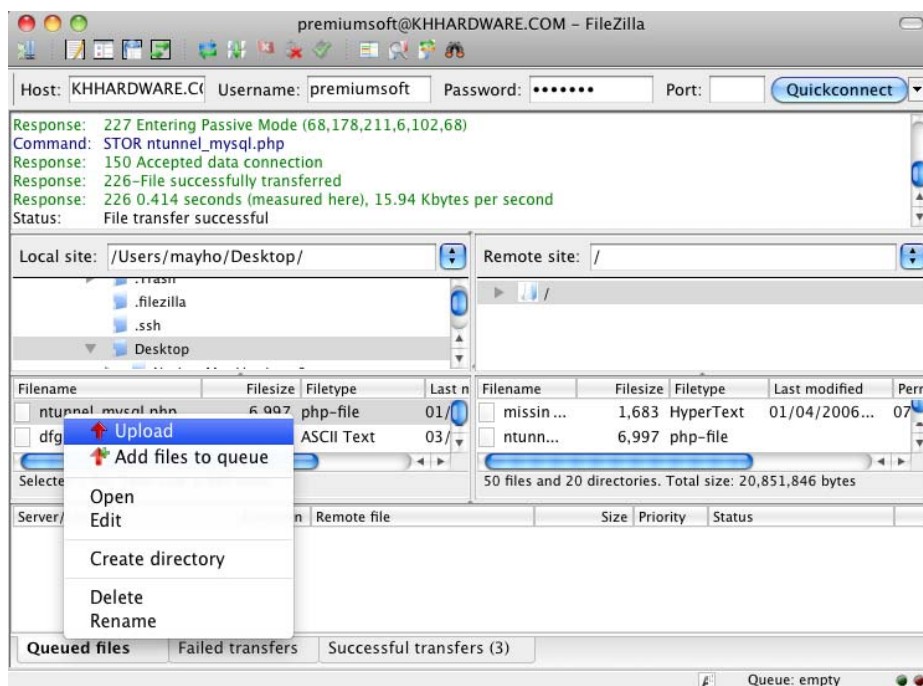 premiumsoft@KHHARDWARE.COM – FileZilla
Host: KHHARDWARE.C Username: premiumsoft Password: ••••••• Port: Quickconnect
Response: 227 Entering Passive Mode (68,178,211,6,102,68)
Command: STOR ntunnel_mysql.php
Response: 150 Accepted data connection
Response: 226-File successfully transferred
Response: 226 0.414 seconds (measured here), 15.94 Kbytes per second
Status: File transfer successful
Local site: /Users/mayho/Desktop/
.Trash
.filezilla
.ssh
Desktop
Remote site: /
/
Filename Filesize Filetype Last n
ntunnel_mysql.php 6,997 php-file 01/
dfg ASCII Text 03/
Selecte
Filename Filesize Filetype Last modified Perr
missin ... 1,683 HyperText 01/04/2006... 07
ntunn... 6,997 php-file
50 files and 20 directories. Total size: 20,851,846 bytes
Upload
Add files to queue
Open
Edit
Create directory
Delete
Rename
Server/ n Remote file Size Priority Status
Queued files Failed transfers Successful transfers (3)
Queue: empty